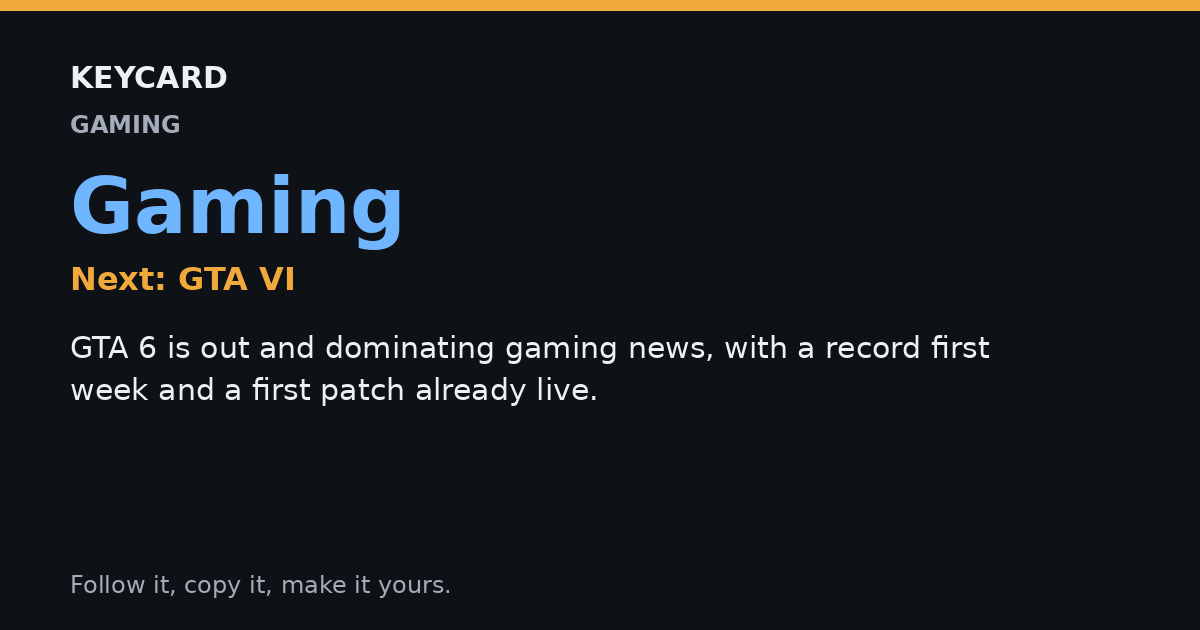 KEYCARD
GAMING
Gaming
Next: GTA VI
GTA 6 is out and dominating gaming news, with a record first
week and a first patch already live.
Follow it, copy it, make it yours.